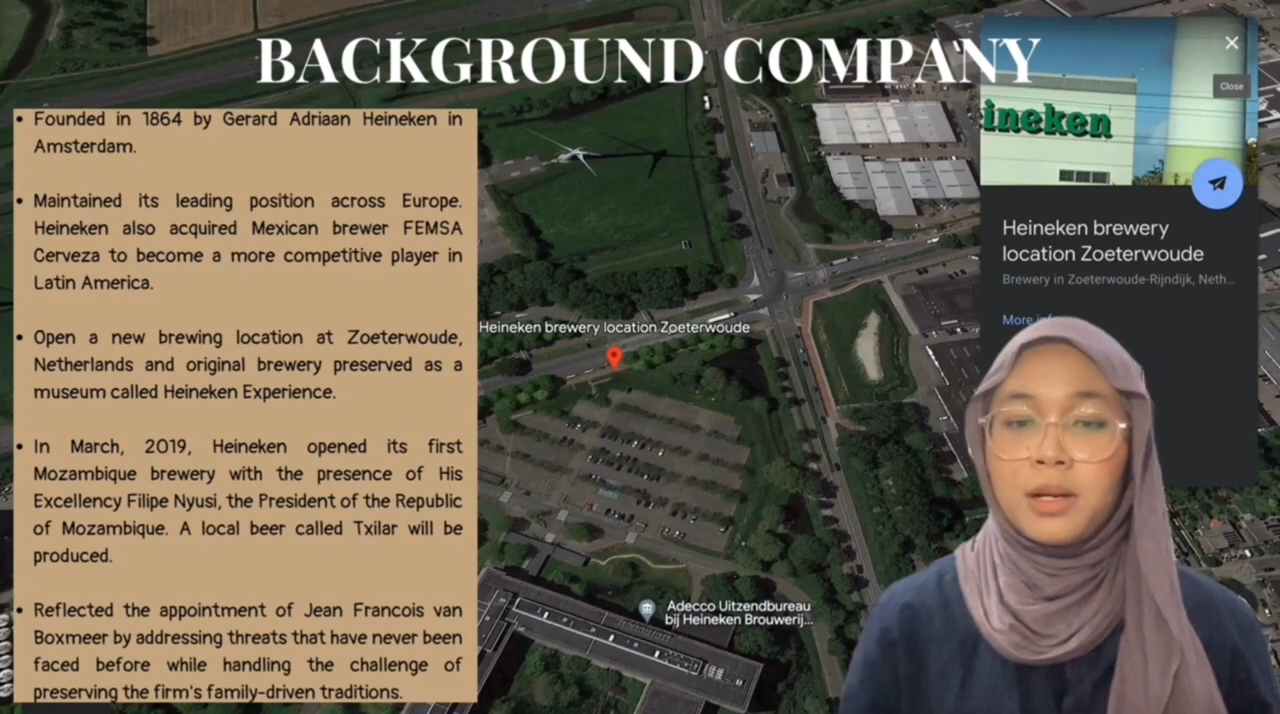 BACKGROUND COMPANY
• Founded in 1864 by Gerard Adriaan Heineken in
Amsterdam.
• Maintained its leading position across Europe.
Heineken also acquired Mexican brewer FEMSA
Cerveza to become a more competitive player in
Latin America.
• Open a new brewing location at Zoeterwoude,
Netherlands and original brewery preserved as a
museum called Heineken Experience.
• In March, 2019, Heineken opened its first
Mozambique brewery with the presence of His
Excellency Filipe Nyusi, the President of the Republic
of Mozambique. A local beer called Txilar will be
produced.
• Reflected the appointment of Jean Francois van
Boxmeer by addressing threats that have never been
faced before while handling the challenge of
preserving the firm's family-driven traditions.
Heineken brewery location Zoeterwoude
Adecco Uitzendbureau
bij Heineken Brouwerij...
Close
ineken
Heineken brewery
location Zoeterwoude
Brewery in Zoeterwoude-Rijndijk, Neth...
More